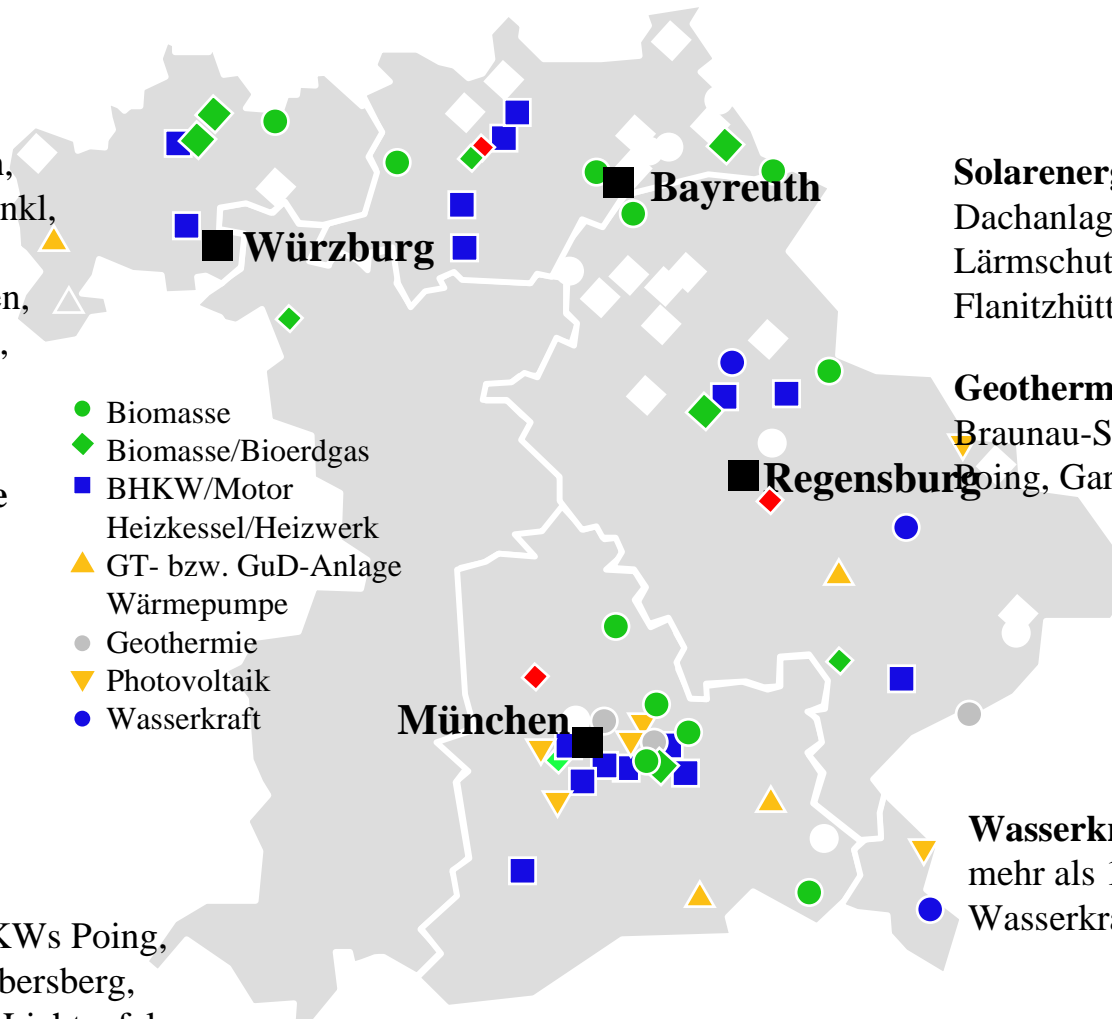 n,
nkl,
en,
,
e
Bayreuth
Würzburg
Solarenerg
Dachanlag
Lärmschut
Flanitzhütt
Geotherm
Braunau-S
Poing, Gar
Regensburg
Biomasse
Biomasse/Bioerdgas
BHKW/Motor
Heizkessel/Heizwerk
GT- bzw. GuD-Anlage
Wärmepumpe
Geothermie
Photovoltaik
Wasserkraft
München
Wasserkr
mehr als 1
Wasserkra
KWs Poing,
bersberg,